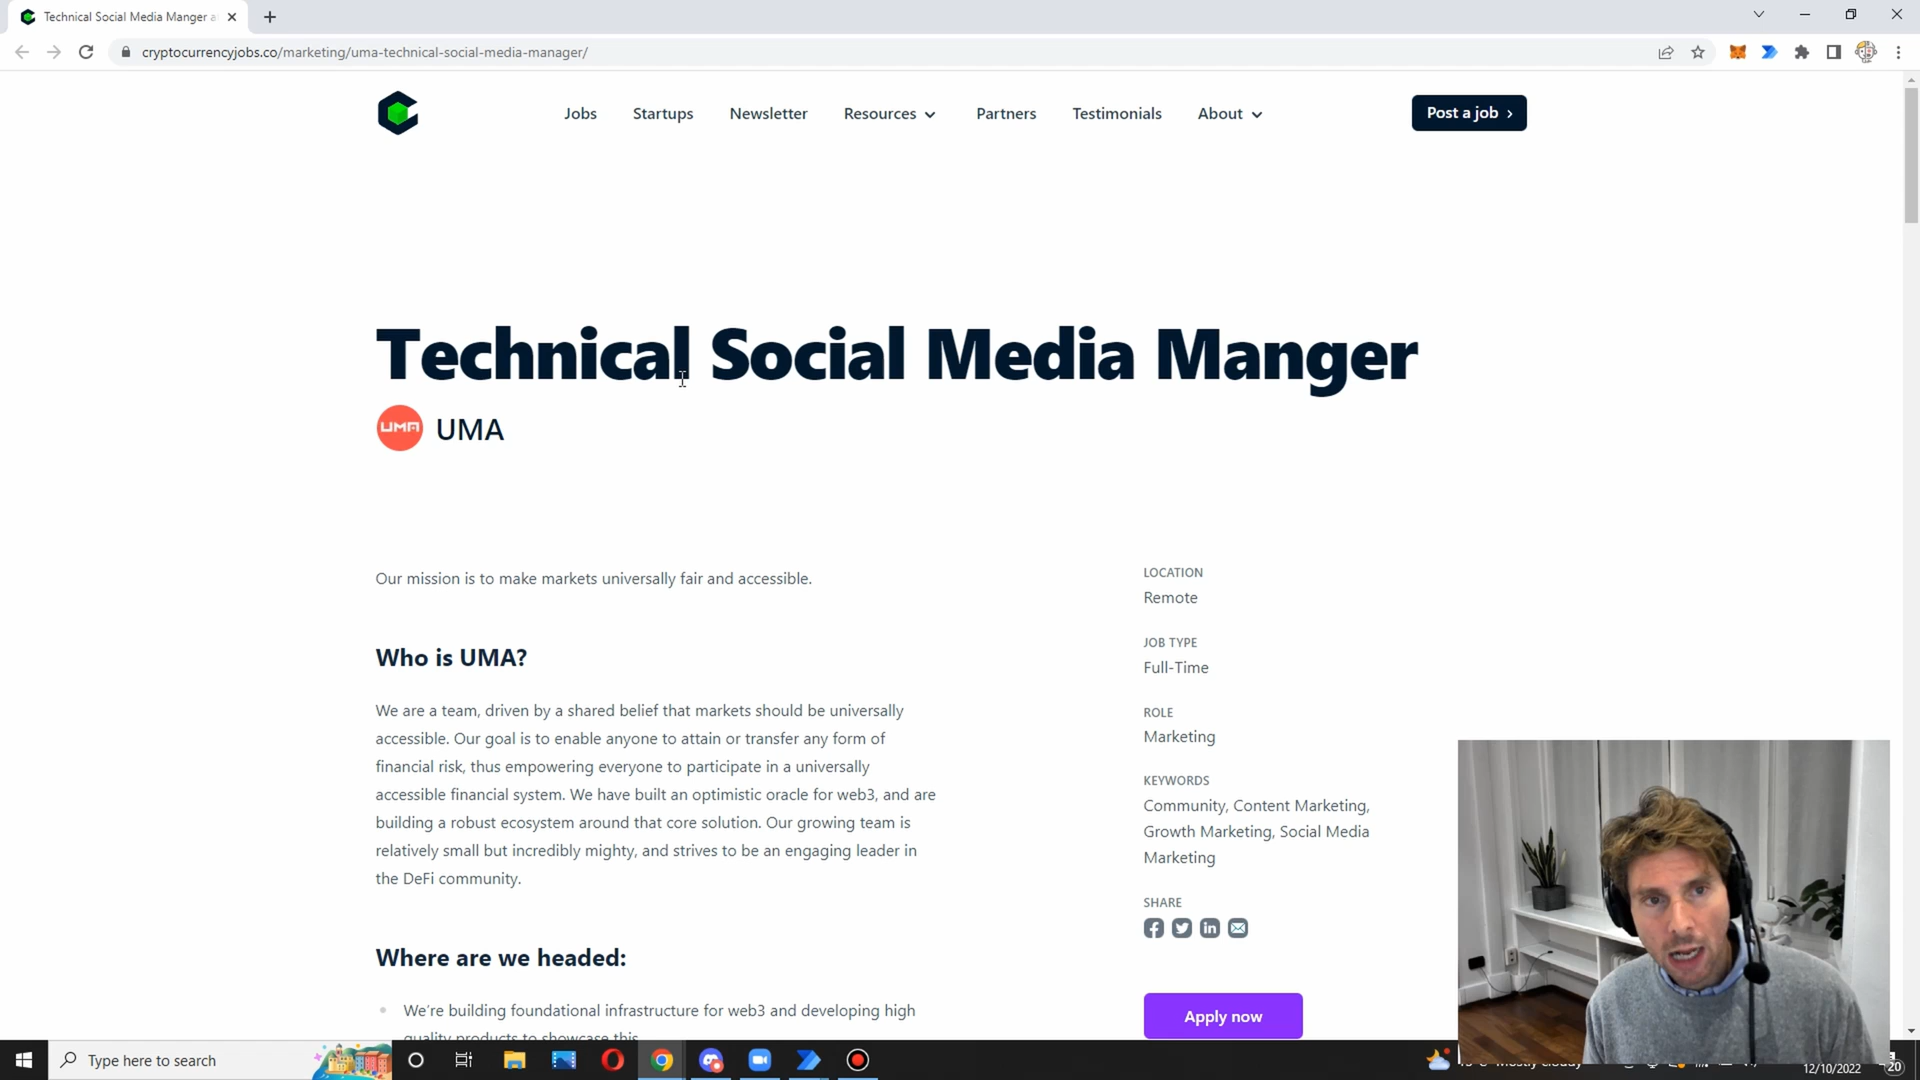 Technical Social Media Manger a
cryptocurrencyjobs.co/marketing/uma-technical-social-media-manager/
Jobs Startups Newsletter Resources Partners Testimonials About Post a job ›
Technical Social Media Manger
UMA UMA
Our mission is to make markets universally fair and accessible.
Who is UMA?
We are a team, driven by a shared belief that markets should be universally
accessible. Our goal is to enable anyone to attain or transfer any form of
financial risk, thus empowering everyone to participate in a universally
accessible financial system. We have built an optimistic oracle for web3, and are
building a robust ecosystem around that core solution. Our growing team is
relatively small but incredibly mighty, and strives to be an engaging leader in
the DeFi community.
Where are we headed:
• We're building foundational infrastructure for web3 and developing high
quality products to showcase this
LOCATION
Remote
JOB TYPE
Full-Time
ROLE
Marketing
KEYWORDS
Community, Content Marketing,
Growth Marketing, Social Media
Marketing
SHARE
Apply now
Type here to search
12/10/2022
20